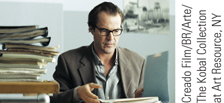 Creado Film/BR/Arte/
The Kobal Collection
at Art Resource, NY